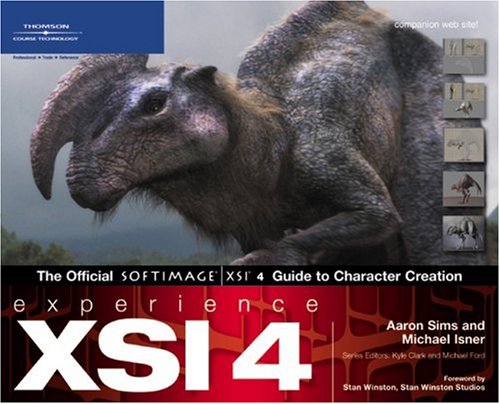 THOMSON
COURSE TECHNOLOGY
Professional • Trade • Reference
companion web site!
The Official SOFTIMAGE® | XSI® 4 Guide to Character Creation
experience
XSI 4
Aaron Sims and
Michael Isner
Series Editors: Kyle Clark and Michael Ford
Foreword by
Stan Winston, Stan Winston Studios